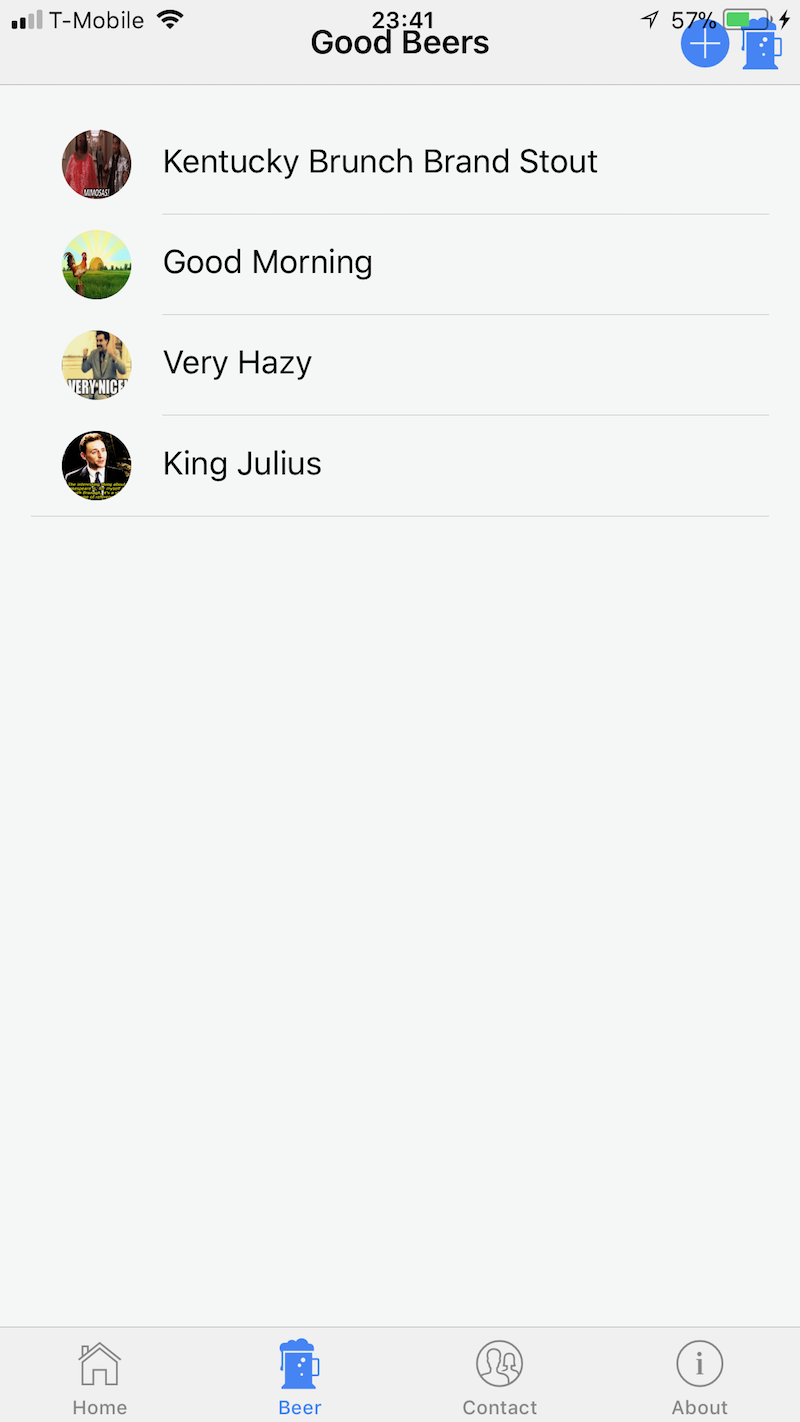 T-Mobile 23:41 57%
Good Beers
MIMOSAS!
Kentucky Brunch Brand Stout
Good Morning
VERY NICE
Very Hazy
King Julius
Home Beer Contact About